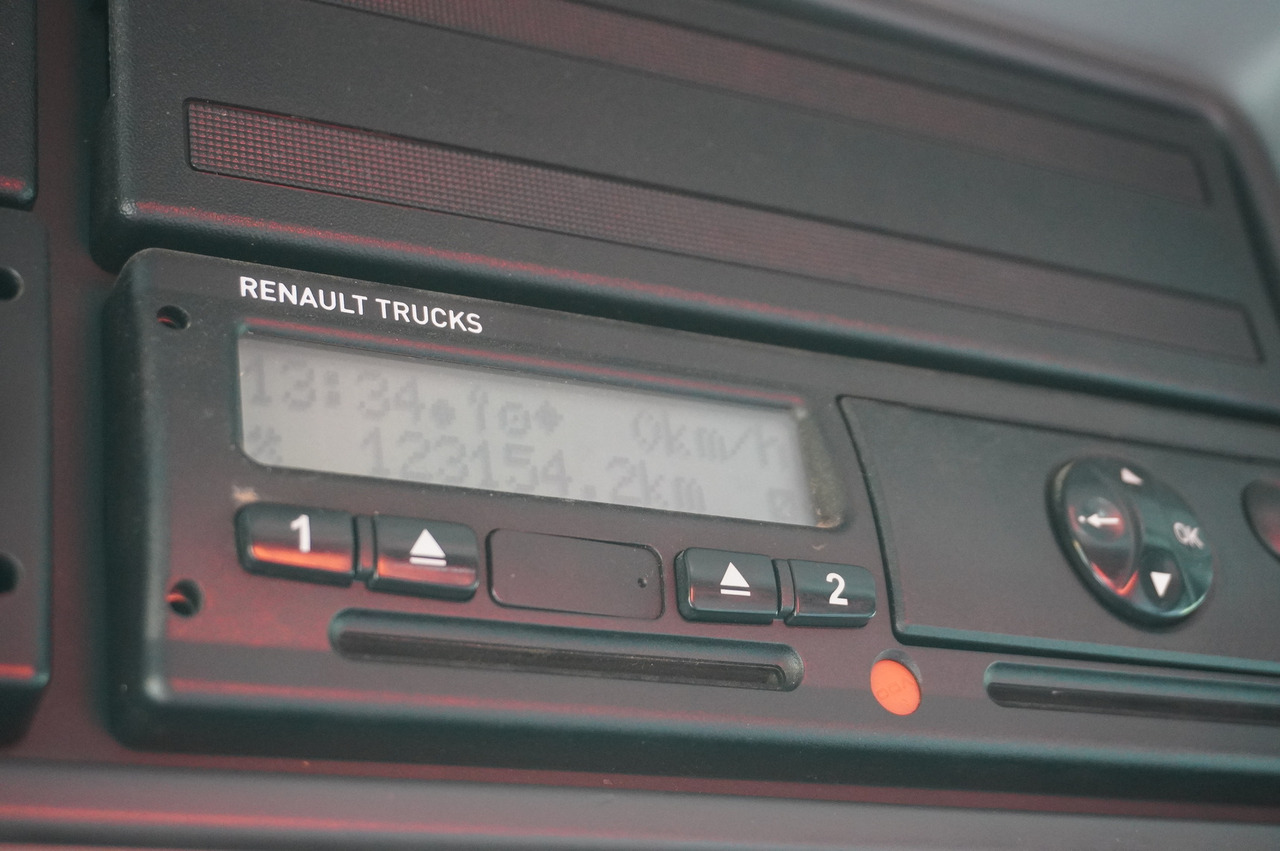 RENAULT TRUCKS
13:34 0km/h
123154.2km
1 2
OK